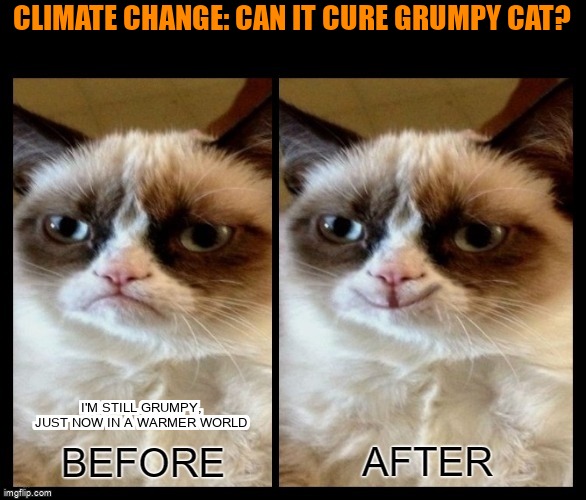 CLIMATE CHANGE: CAN IT CURE GRUMPY CAT?
I'M STILL GRUMPY,
JUST NOW IN A WARMER WORLD
BEFORE
AFTER
imgflip.com